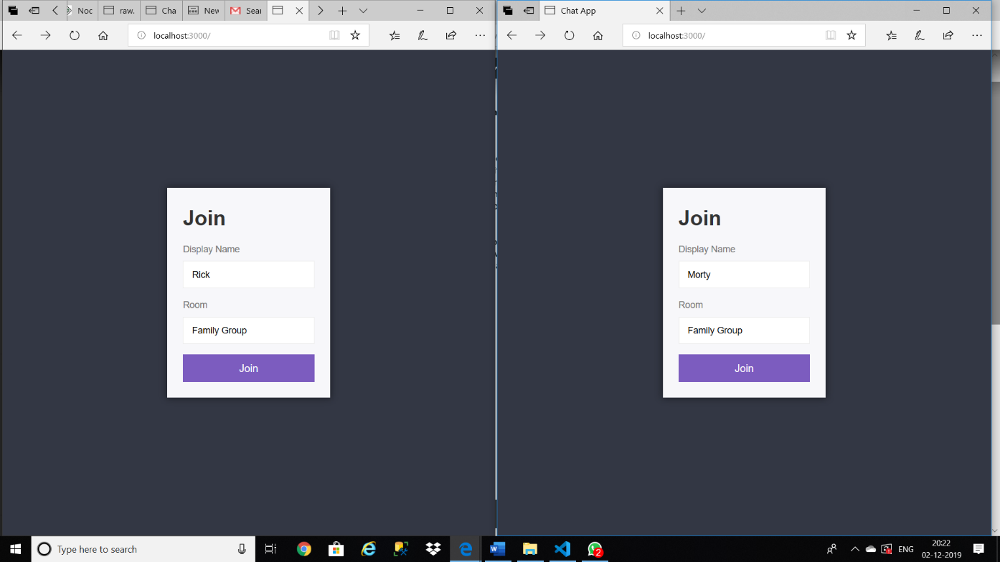 Noc
raw.
Cha
New
Sear
localhost:3000/
Join
Display Name
Rick
Room
Family Group
Join
Chat App
localhost:3000/
Join
Display Name
Morty
Room
Family Group
Join
Type here to search
2
ENG
20:22
02-12-2019